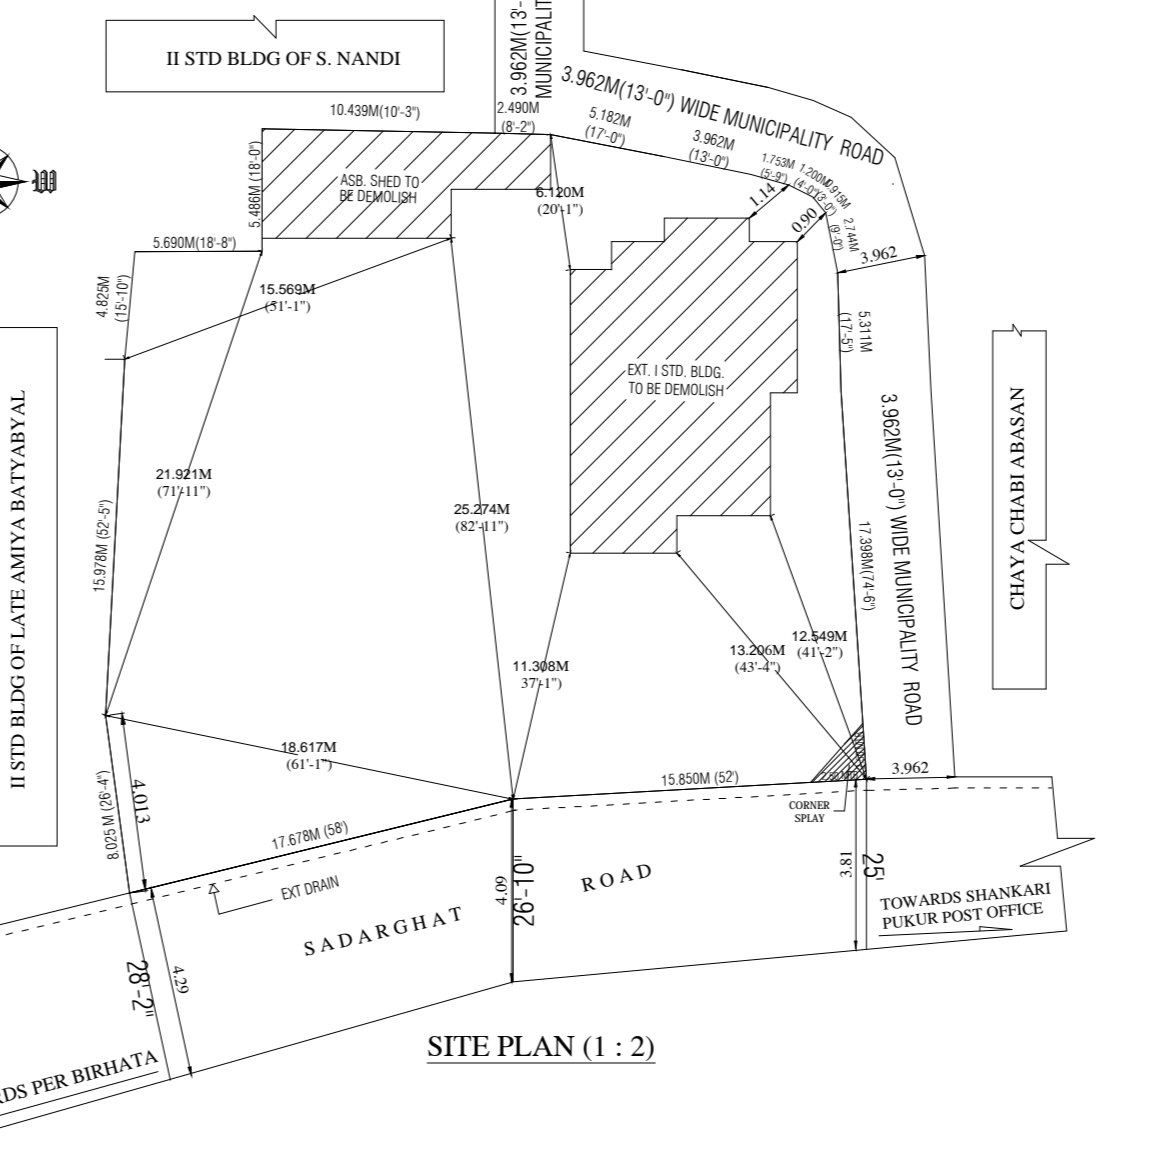 3.962M(13'-
MUNICIPALIT
II STD BLDG OF S. NANDI
3.962M(13'-0") WIDE MUNICIPALITY ROAD
10.439M(10'-3")
2.490M
(8'-2")
5.182M
(17'-0")
3.962M
(13'-0")
1.753M
(5'-9")
1.200M
(4'-0")
0.915M
(3'-0")
2.744M
(9'-0")
1.14
0.90
3.962
5.486M (18'-0")
ASB. SHED TO
BE DEMOLISH
6.120M
(20'-1")
5.690M(18'-8")
4.825M
(15'-10")
15.569M
(51'-1")
5.311M
(17'-5")
EXT. I STD. BLDG.
TO BE DEMOLISH
II STD BLDG OF LATE AMIYA BATYABYAL
CHAYA CHABI ABASAN
3.962M(13'-0") WIDE MUNICIPALITY ROAD
21.921M
(71'-11")
25.274M
(82'-11")
15.978M (52'-5")
17.398M(74'-6")
11.308M
37'-1")
13.206M
(43'-4")
12.549M
(41'-2")
18.617M
(61'-1")
15.850M (52')
3.962
CORNER
SPLAY
8.025 M (26'-4")
4.013
17.678M (58')
EXT DRAIN
4.09
26'-10"
3.81
25'
SADARGHAT ROAD
TOWARDS SHANKARI
PUKUR POST OFFICE
28'-2"
4.29
RDS PER BIRHATA
SITE PLAN (1 : 2)